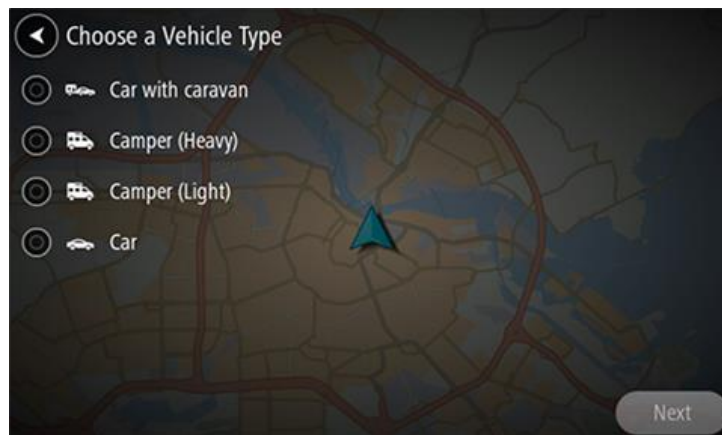 Choose a Vehicle Type
Car with caravan
Camper (Heavy)
Camper (Light)
Car
Next